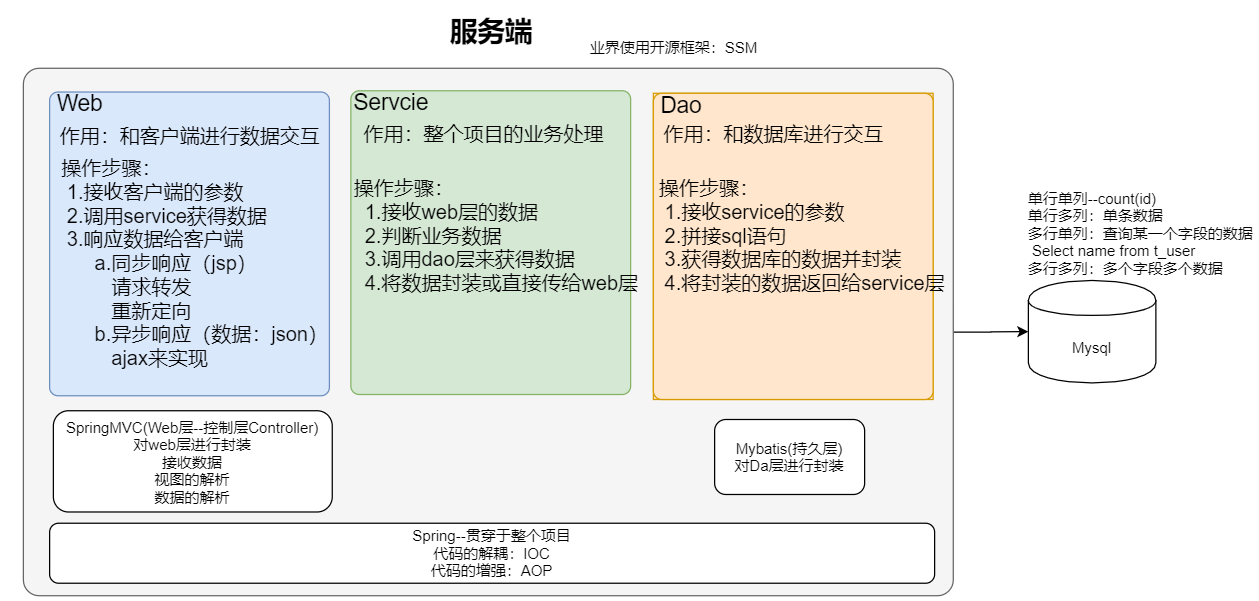 服务端
业界使用开源框架：SSM
Web
作用：和客户端进行数据交互
操作步骤：
1.接收客户端的参数
2.调用service获得数据
3.响应数据给客户端
a.同步响应（jsp）
请求转发
重新定向
b.异步响应（数据：json）
ajax来实现
Servcie
作用：整个项目的业务处理
操作步骤：
1.接收web层的数据
2.判断业务数据
3.调用dao层来获得数据
4.将数据封装或直接传给web层
Dao
作用：和数据库进行交互
操作步骤：
1.接收service的参数
2.拼接sql语句
3.获得数据库的数据并封装
4.将封装的数据返回给service层
单行单列--count(id)
单行多列：单条数据
多行单列：查询某一个字段的数据
Select name from t_user
多行多列：多个字段多个数据
Mysql
SpringMVC(Web层--控制层Controller)
对web层进行封装
接收数据
视图的解析
数据的解析
Mybatis(持久层)
对Da层进行封装
Spring--贯穿于整个项目
代码的解耦：IOC
代码的增强：AOP